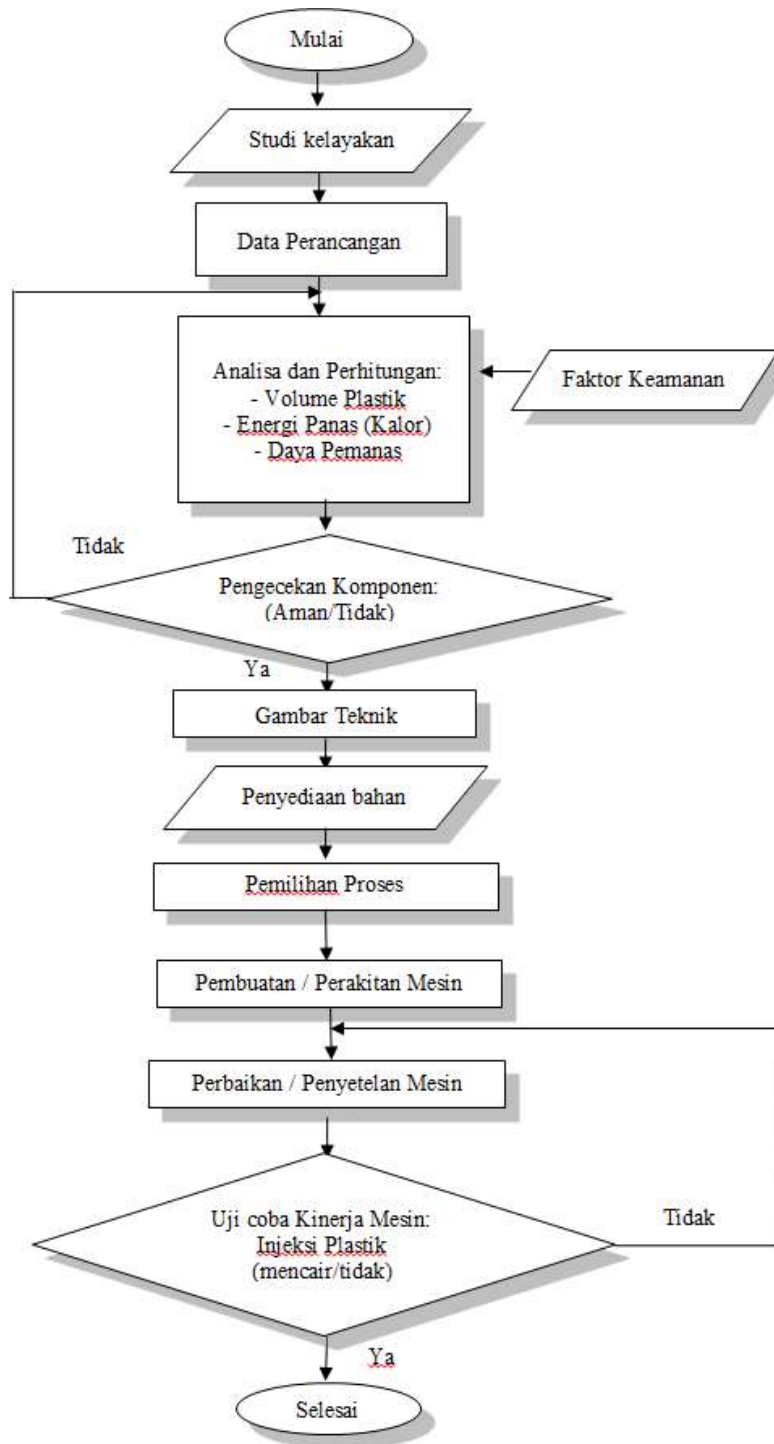 Mulai
Studi kelayakan
Data Perancangan
Analisa dan Perhitungan:
- Volume Plastik
- Energi Panas (Kalor)
- Daya Pemanas
Faktor Keamanan
Tidak
Pengecekan Komponen:
(Aman/Tidak)
Ya
Gambar Teknik
Penyediaan bahan
Pemilihan Proses
Pembuatan / Perakitan Mesin
Perbaikan / Penyetelan Mesin
Uji coba Kinerja Mesin:
Injeksi Plastik
(mencair/tidak)
Tidak
Ya
Selesai